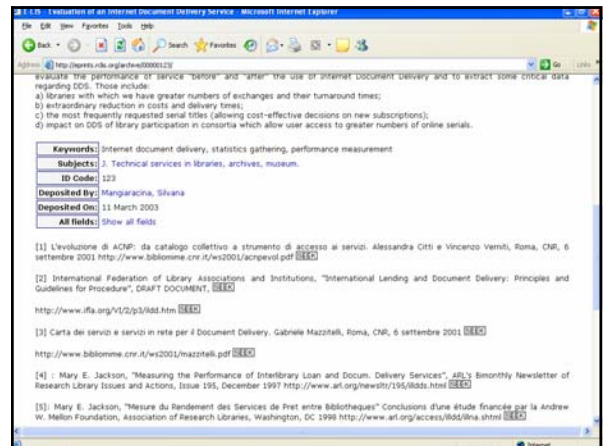 E-LIS - Evaluation of an Internet Document Delivery Service - Microsoft Internet Explorer
File Edit View Favorites Tools Help
Back Search Favorites
Address http://eprints.rclis.org/archive/00000123/ Go Links
evaluate the performance of service "before" and "after" the use of Internet Document Delivery and to extract some critical data
regarding DDS. Those include:
a) libraries with which we have greater numbers of exchanges and their turnaround times;
b) extraordinary reduction in costs and delivery times;
c) the most frequently requested serial titles (allowing cost-effective decisions on new subscriptions);
d) impact on DDS of library participation in consortia which allow user access to greater numbers of online serials.
Keywords: Internet document delivery, statistics gathering, performance measurement
Subjects: J. Technical services in libraries, archives, museum.
ID Code: 123
Deposited By: Mangiaracina, Silvana
Deposited On: 11 March 2003
All fields: Show all fields
[1] L'evoluzione di ACNP: da catalogo collettivo a strumento di accesso ai servizi. Alessandra Citti e Vincenzo Verniti, Roma, CNR, 6
settembre 2001 http://www.bibliomime.cnr.it/ws2001/acnpevol.pdf
[2] International Federation of Library Associations and Institutions, "International Lending and Document Delivery: Principles and
Guidelines for Procedure", DRAFT DOCUMENT,
http://www.ifla.org/VI/2/p3/ildd.htm
[3] Carta dei servizi e servizi in rete per il Document Delivery. Gabriele Mazzitelli, Roma, CNR, 6 settembre 2001
http://www.bibliomime.cnr.it/ws2001/mazzitelli.pdf
[4] : Mary E. Jackson, "Measuring the Performance of Interlibrary Loan and Docum. Delivery Services", ARL's Bimonthly Newsletter of
Research Library Issues and Actions, Issue 195, December 1997 http://www.arl.org/newsltr/195/illdds.html
[5]: Mary E. Jackson, "Mesure du Rendement des Services de Pret entre Bibliotheques" Conclusions d'une étude financée par la Andrew
W. Mellon Foundation, Association of Research Libraries, Washington, DC 1998 http://www.arl.org/access/illdd/illna.shtml
Internet